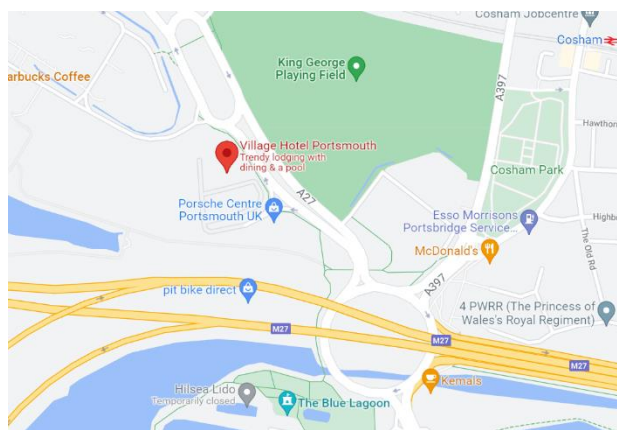 Cosham Jobcentre
Cosham
King George
Playing Field
arbucks Coffee
A397
Hawthorn
Village Hotel Portsmouth
Trendy lodging with
dining & a pool
Cosham Park
A27
Porsche Centre
Portsmouth UK
Esso Morrisons
Portsbridge Service...
Highb
The Old Rd
McDonald's
A397
pit bike direct
4 PWRR (The Princess of
Wales's Royal Regiment)
M27
M27
M27
Hilsea Lido
Temporarily closed
The Blue Lagoon
Kemals